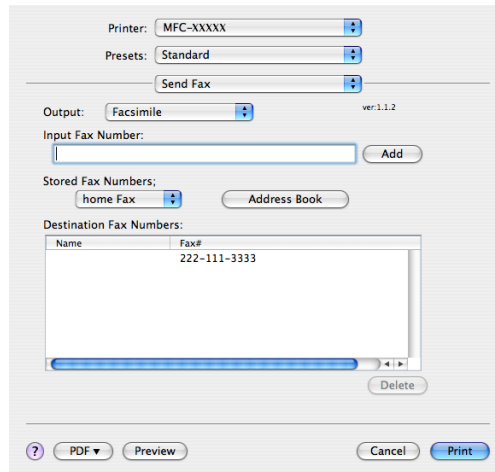 Printer: MFC-XXXXX
Presets: Standard
Send Fax
Output: Facsimile ver:1.1.2
Input Fax Number:
Add
Stored Fax Numbers;
home Fax Address Book
Destination Fax Numbers:
Name Fax#
222-111-3333
Delete
? PDF▼ Preview Cancel Print